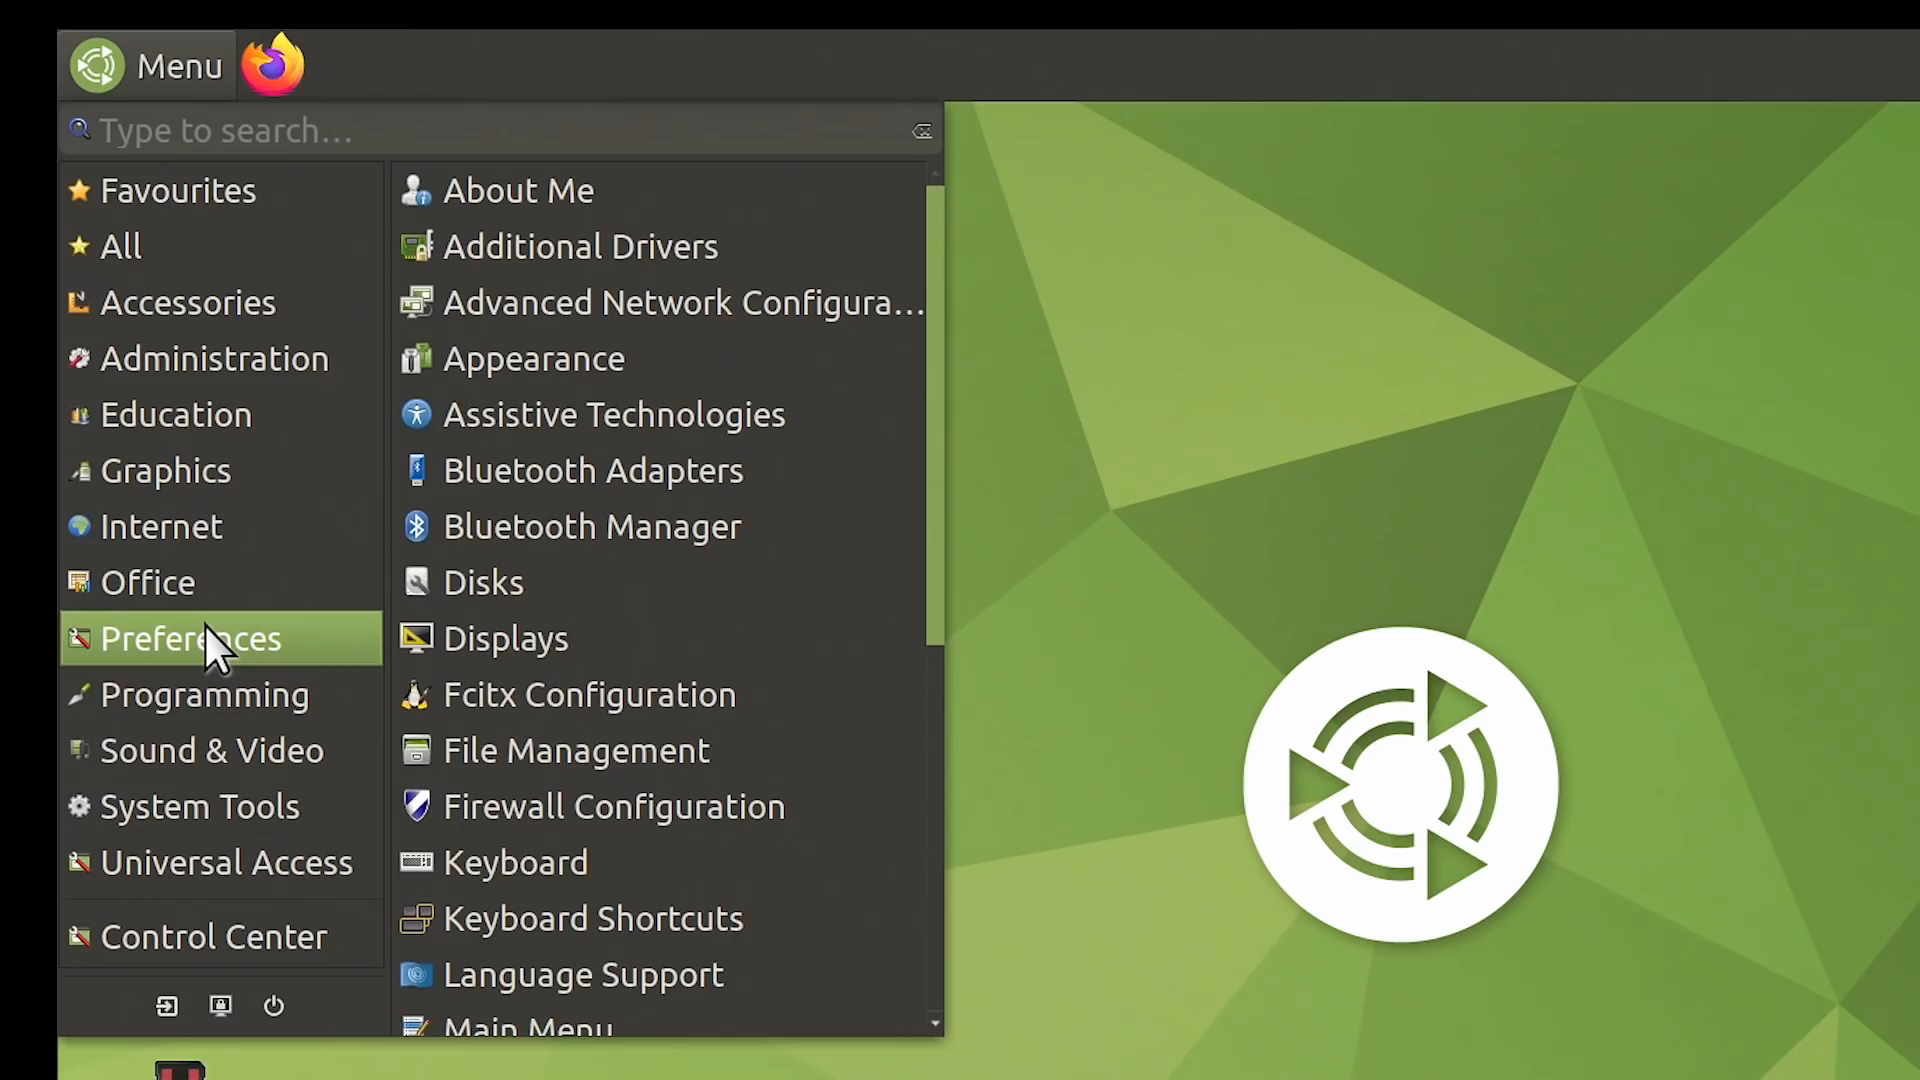 Menu
Type to search...
Favourites
All
Accessories
Administration
Education
Graphics
Internet
Office
Preferences
Programming
Sound & Video
System Tools
Universal Access
Control Center
About Me
Additional Drivers
Advanced Network Configura...
Appearance
Assistive Technologies
Bluetooth Adapters
Bluetooth Manager
Disks
Displays
Fcitx Configuration
File Management
Firewall Configuration
Keyboard
Keyboard Shortcuts
Language Support
Main Menu